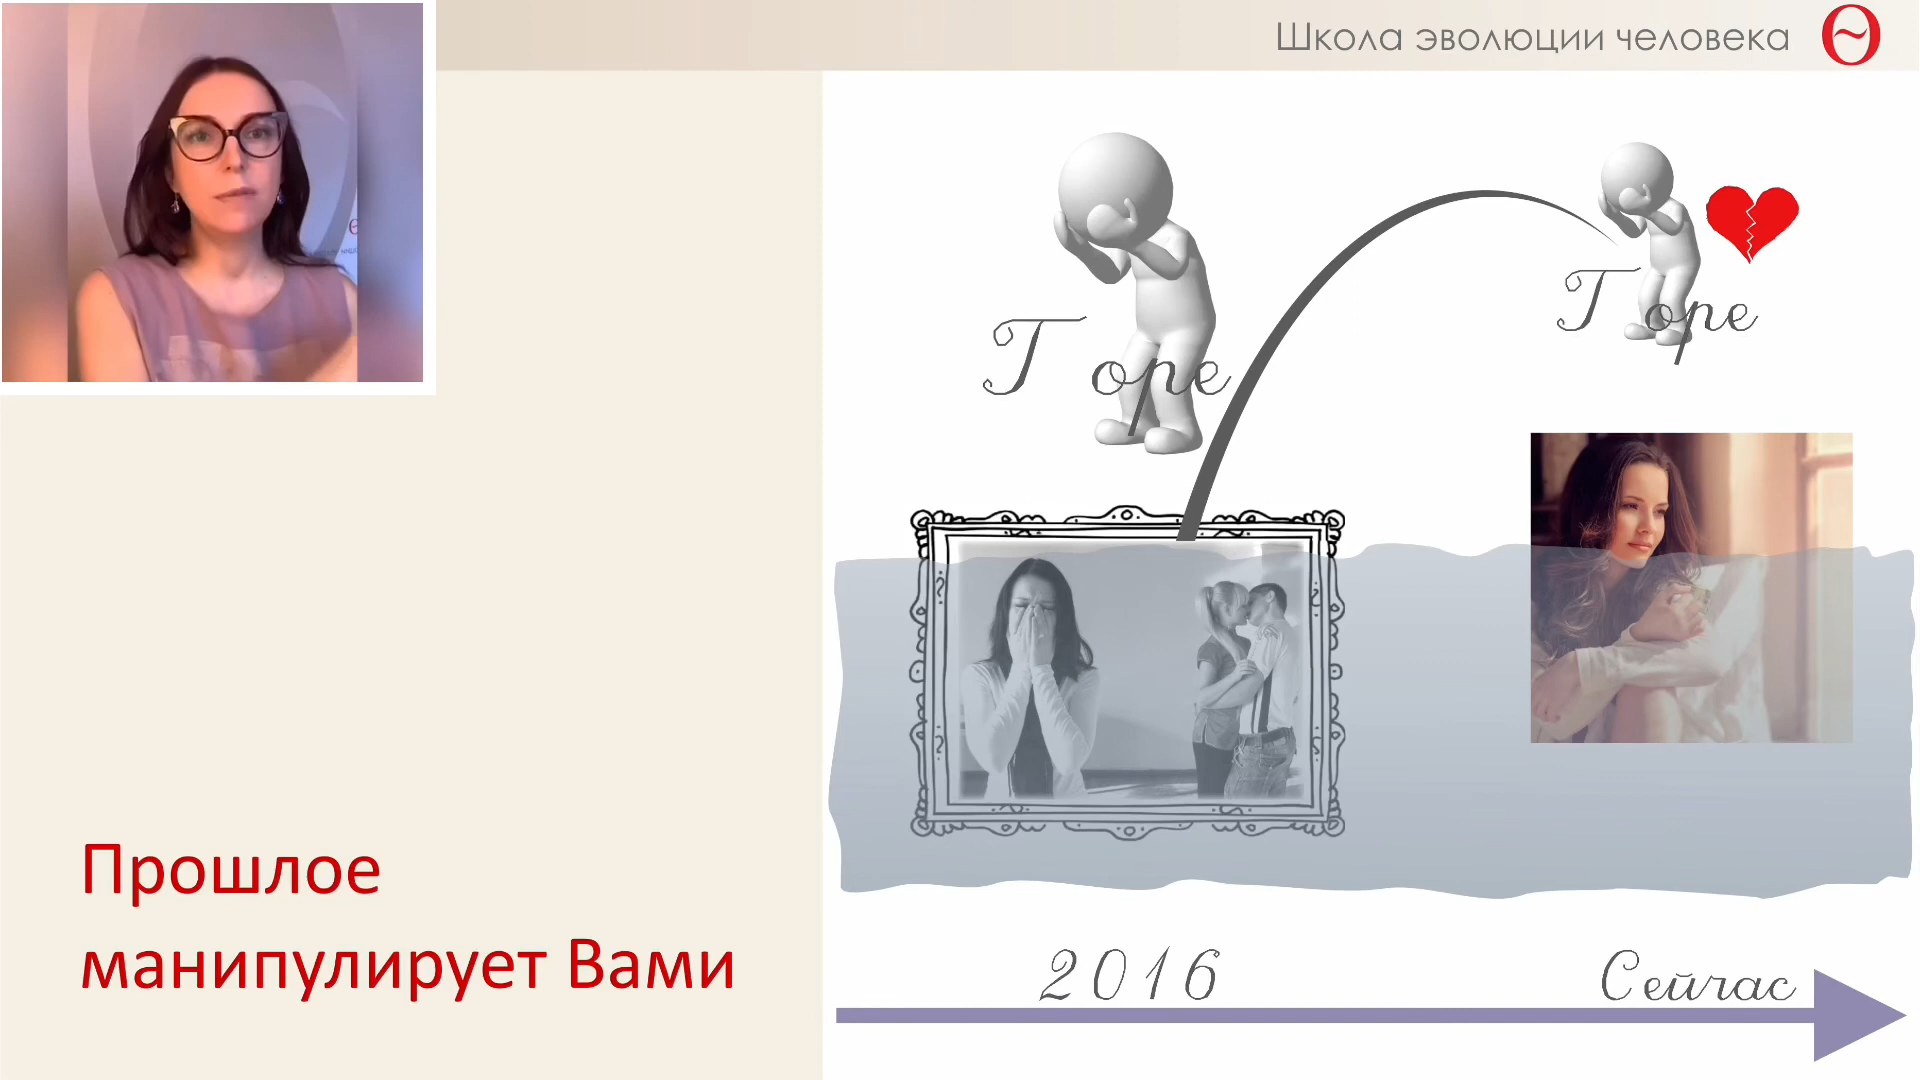 Школа эволюции человека
Горе
Горе
Прошлое
манипулирует Вами
2016
Сейчас